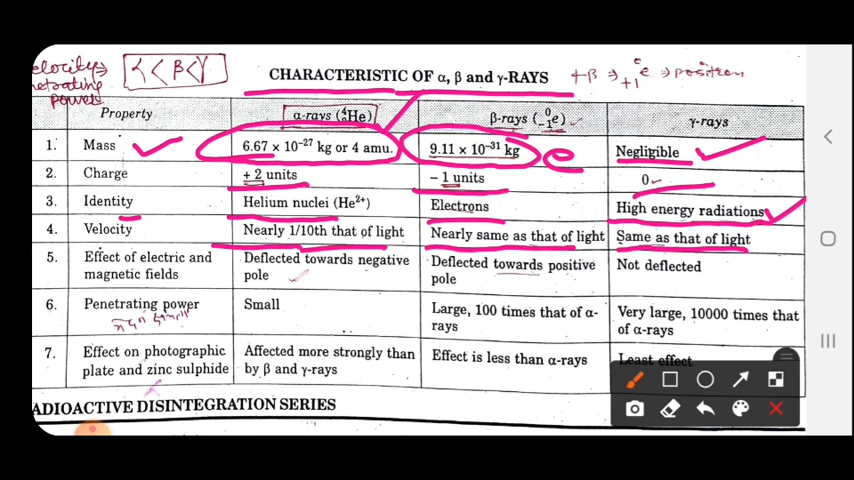 elocity⇒ α < β < γ
netrating
power
CHARACTERISTIC OF α, β and γ-RAYS
+β ⇒ ⁰₊₁e ⇒ positron
Property α-rays (⁴₂He) β-rays (⁰₋₁e) γ-rays
1. Mass 6.67 × 10⁻²⁷ kg or 4 amu. 9.11 × 10⁻³¹ kg e Negligible
2. Charge + 2 units – 1 units 0
3. Identity Helium nuclei (He²⁺) Electrons High energy radiations
4. Velocity Nearly 1/10th that of light Nearly same as that of light Same as that of light
5. Effect of electric and magnetic fields Deflected towards negative pole Deflected towards positive pole Not deflected
6. Penetrating power Small Large, 100 times that of α-rays Very large, 10000 times that of α-rays
7. Effect on photographic plate and zinc sulphide Affected more strongly than by β and γ-rays Effect is less than α-rays Least effect
ADIOACTIVE DISINTEGRATION SERIES